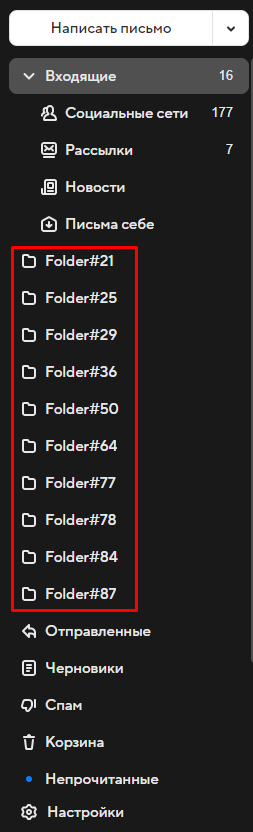 Написать письмо
Входящие 16
Социальные сети 177
Рассылки 7
Новости
Письма себе
Folder#21
Folder#25
Folder#29
Folder#36
Folder#50
Folder#64
Folder#77
Folder#78
Folder#84
Folder#87
Отправленные
Черновики
Спам
Корзина
Непрочитанные
Настройки